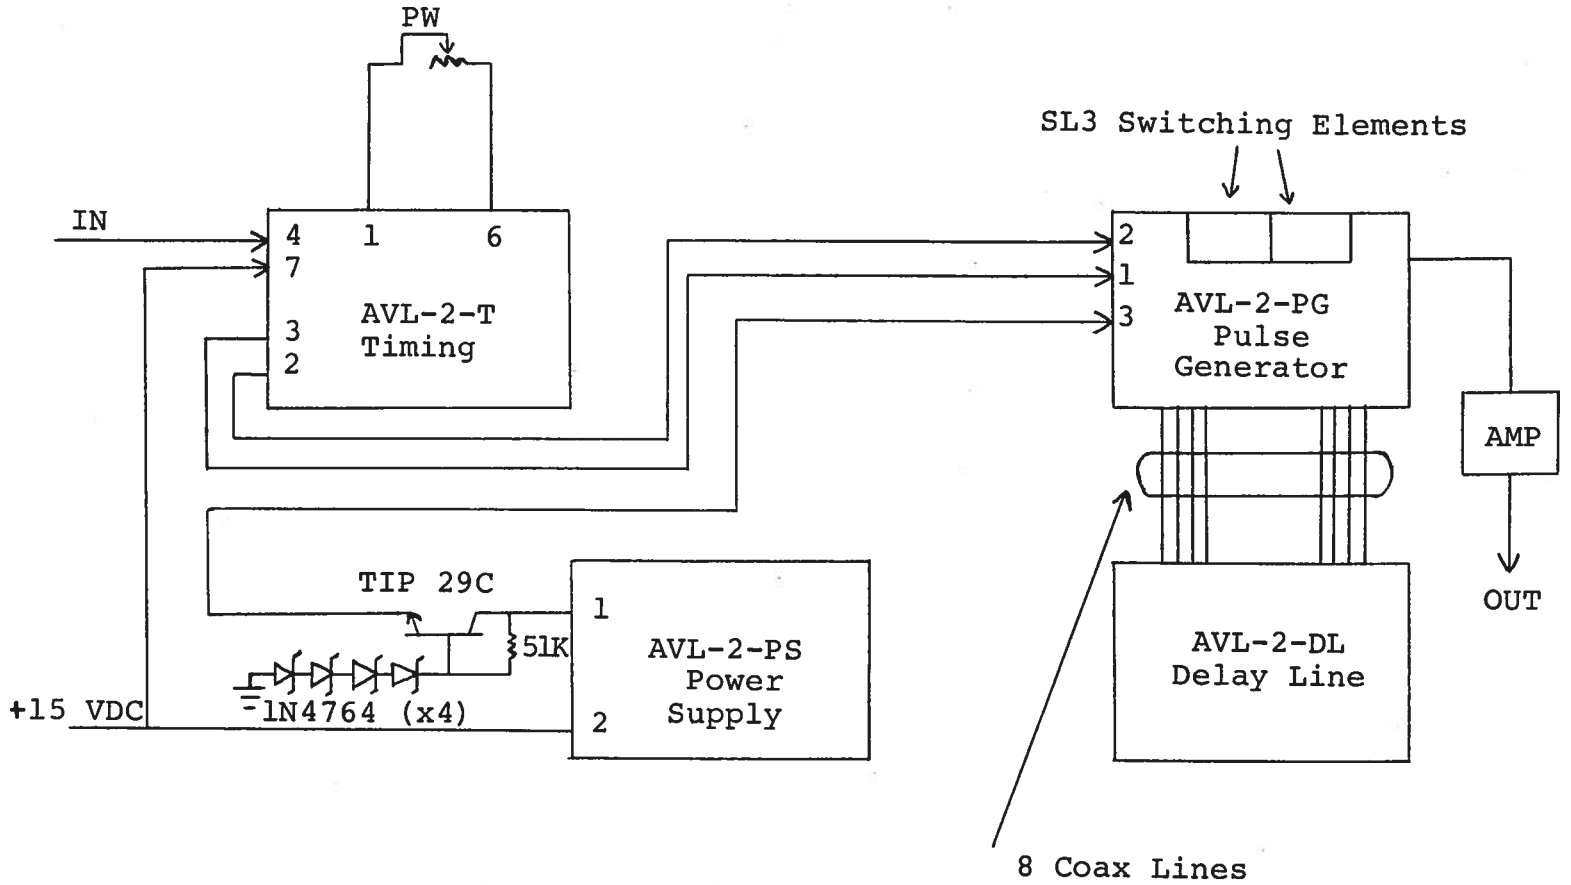 PW
SL3 Switching Elements
IN
4 1 6
7
3
2
AVL-2-T
Timing
2
1
3
AVL-2-PG
Pulse
Generator
AMP
OUT
TIP 29C
1
51K
AVL-2-PS
Power
Supply
2
1N4764 (x4)
+15 VDC
AVL-2-DL
Delay Line
8 Coax Lines